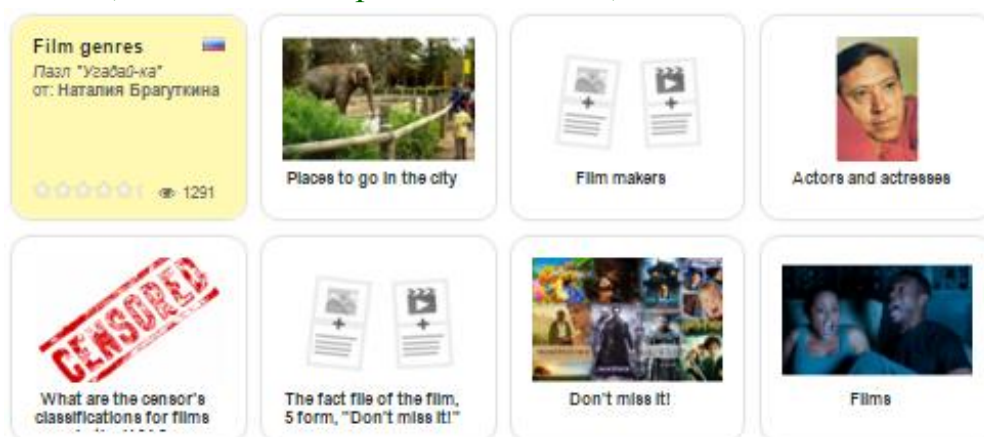 Film genres
Пазл "Угадай-ка"
от: Наталия Брагуткина
1291
Places to go in the city
Film makers
Actors and actresses
CENSORED
What are the censor's
classifications for films
The fact file of the film,
5 form, "Don't miss it!"
Don't miss it!
Films